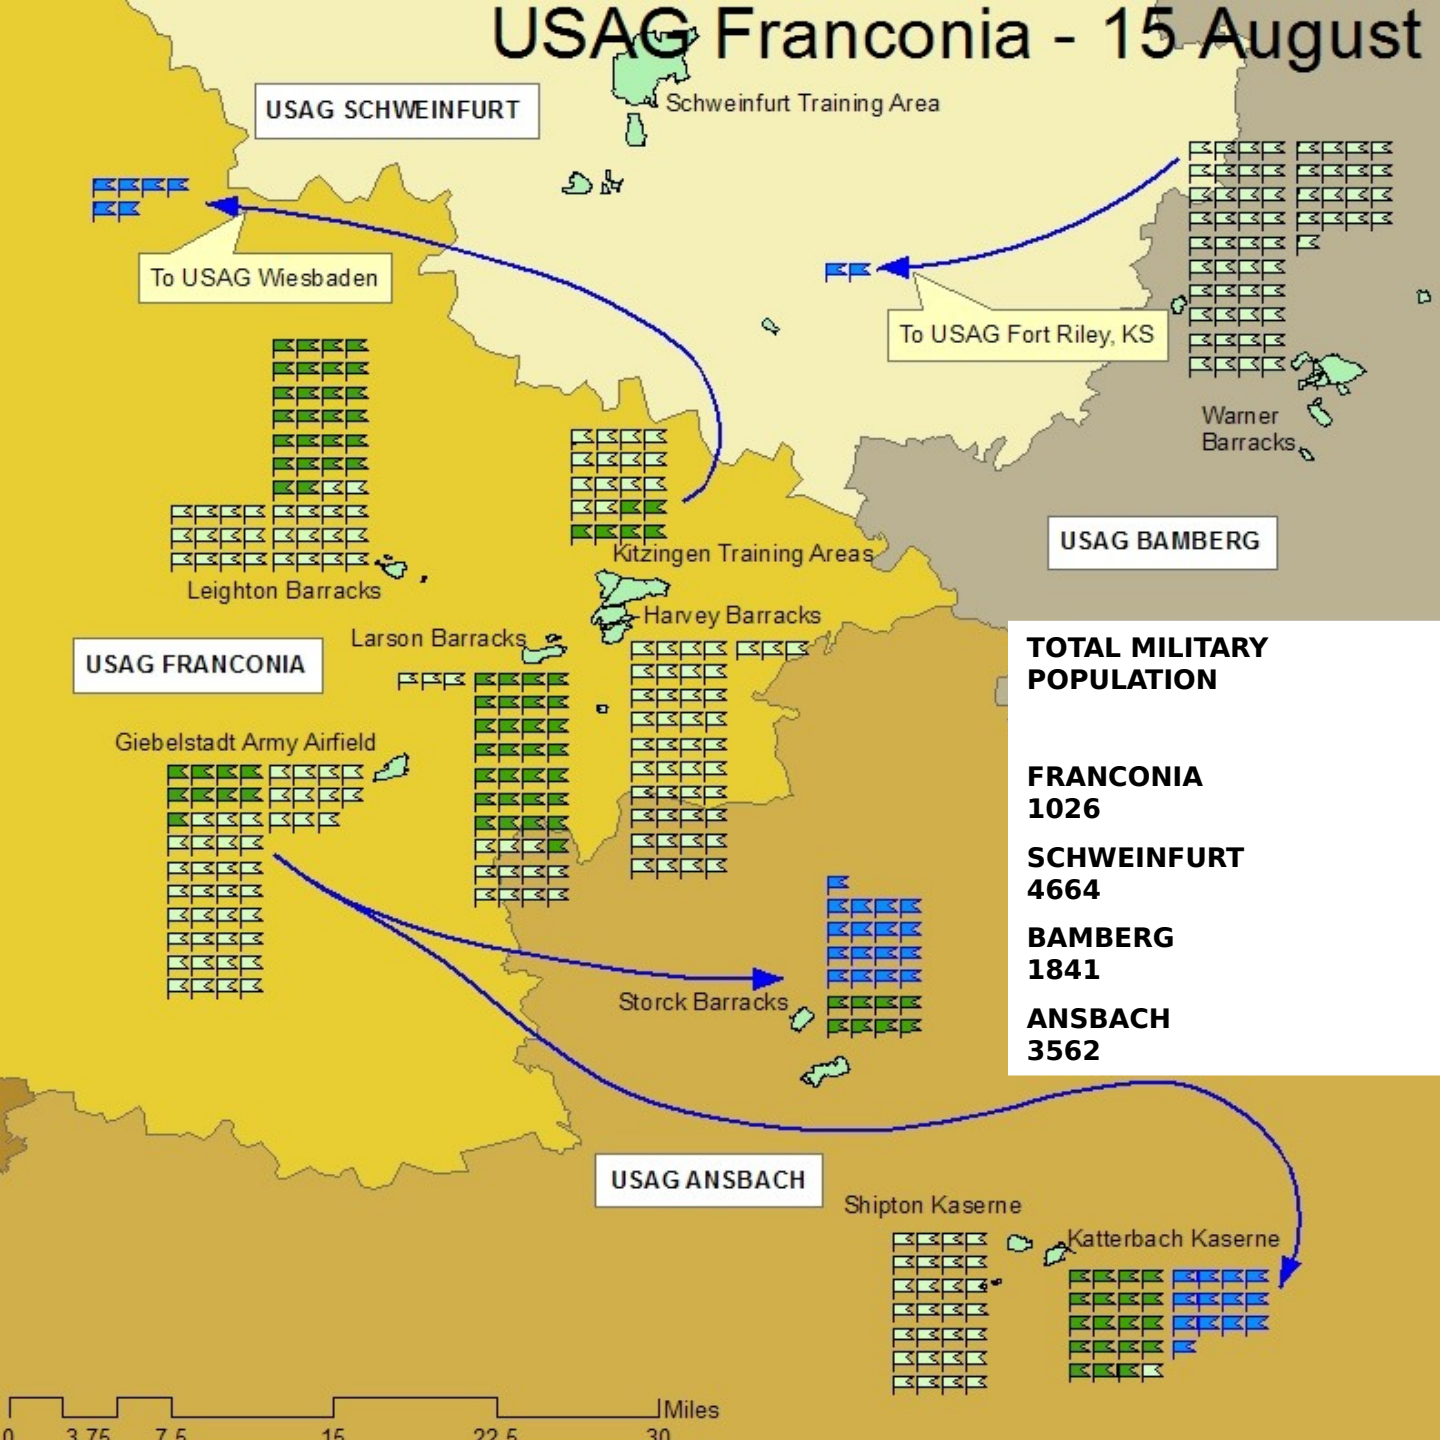 USAG Franconia - 15 August
USAG SCHWEINFURT
Schweinfurt Training Area
To USAG Wiesbaden
To USAG Fort Riley, KS
Warner
Barracks
USAG BAMBERG
Kitzingen Training Areas
Leighton Barracks
Harvey Barracks
Larson Barracks
USAG FRANCONIA
TOTAL MILITARY
POPULATION
FRANCONIA
1026
SCHWEINFURT
4664
BAMBERG
1841
ANSBACH
3562
Giebelstadt Army Airfield
Storck Barracks
USAG ANSBACH
Shipton Kaserne
Katterbach Kaserne
Miles
0 3.75 7.5 15 22.5 30